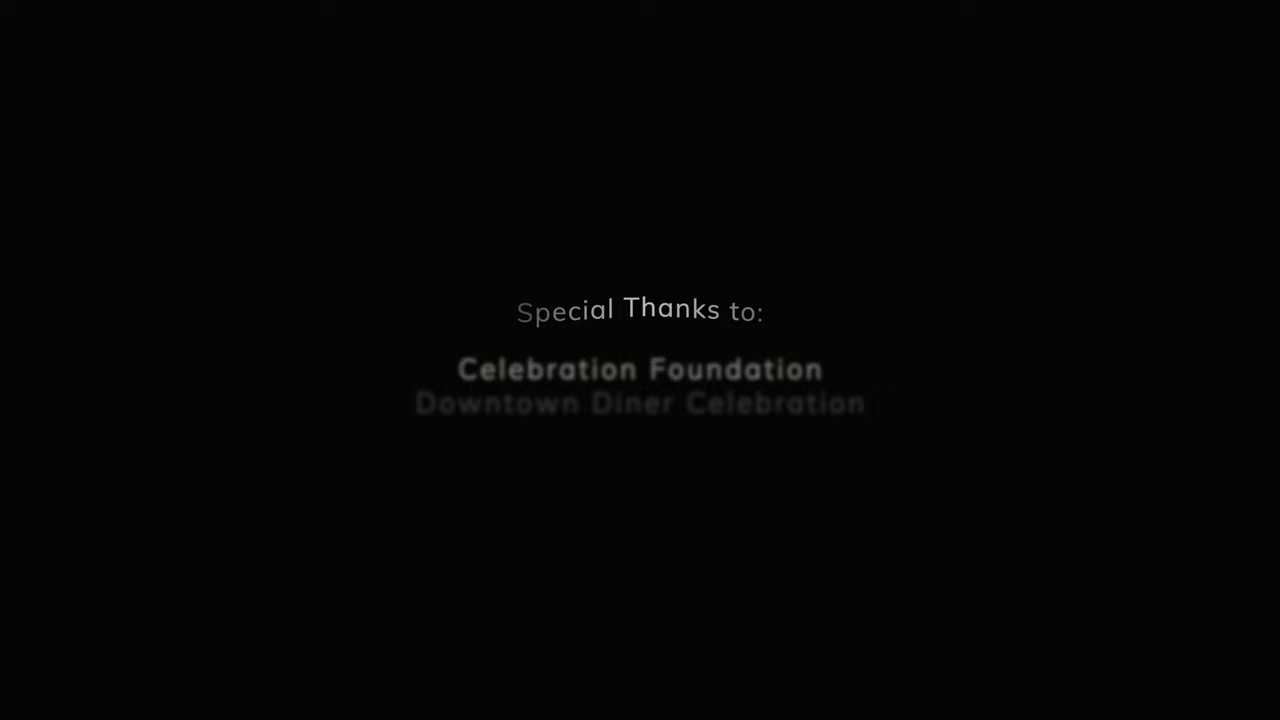 Special Thanks to:
Celebration Foundation
Downtown Diner Celebration